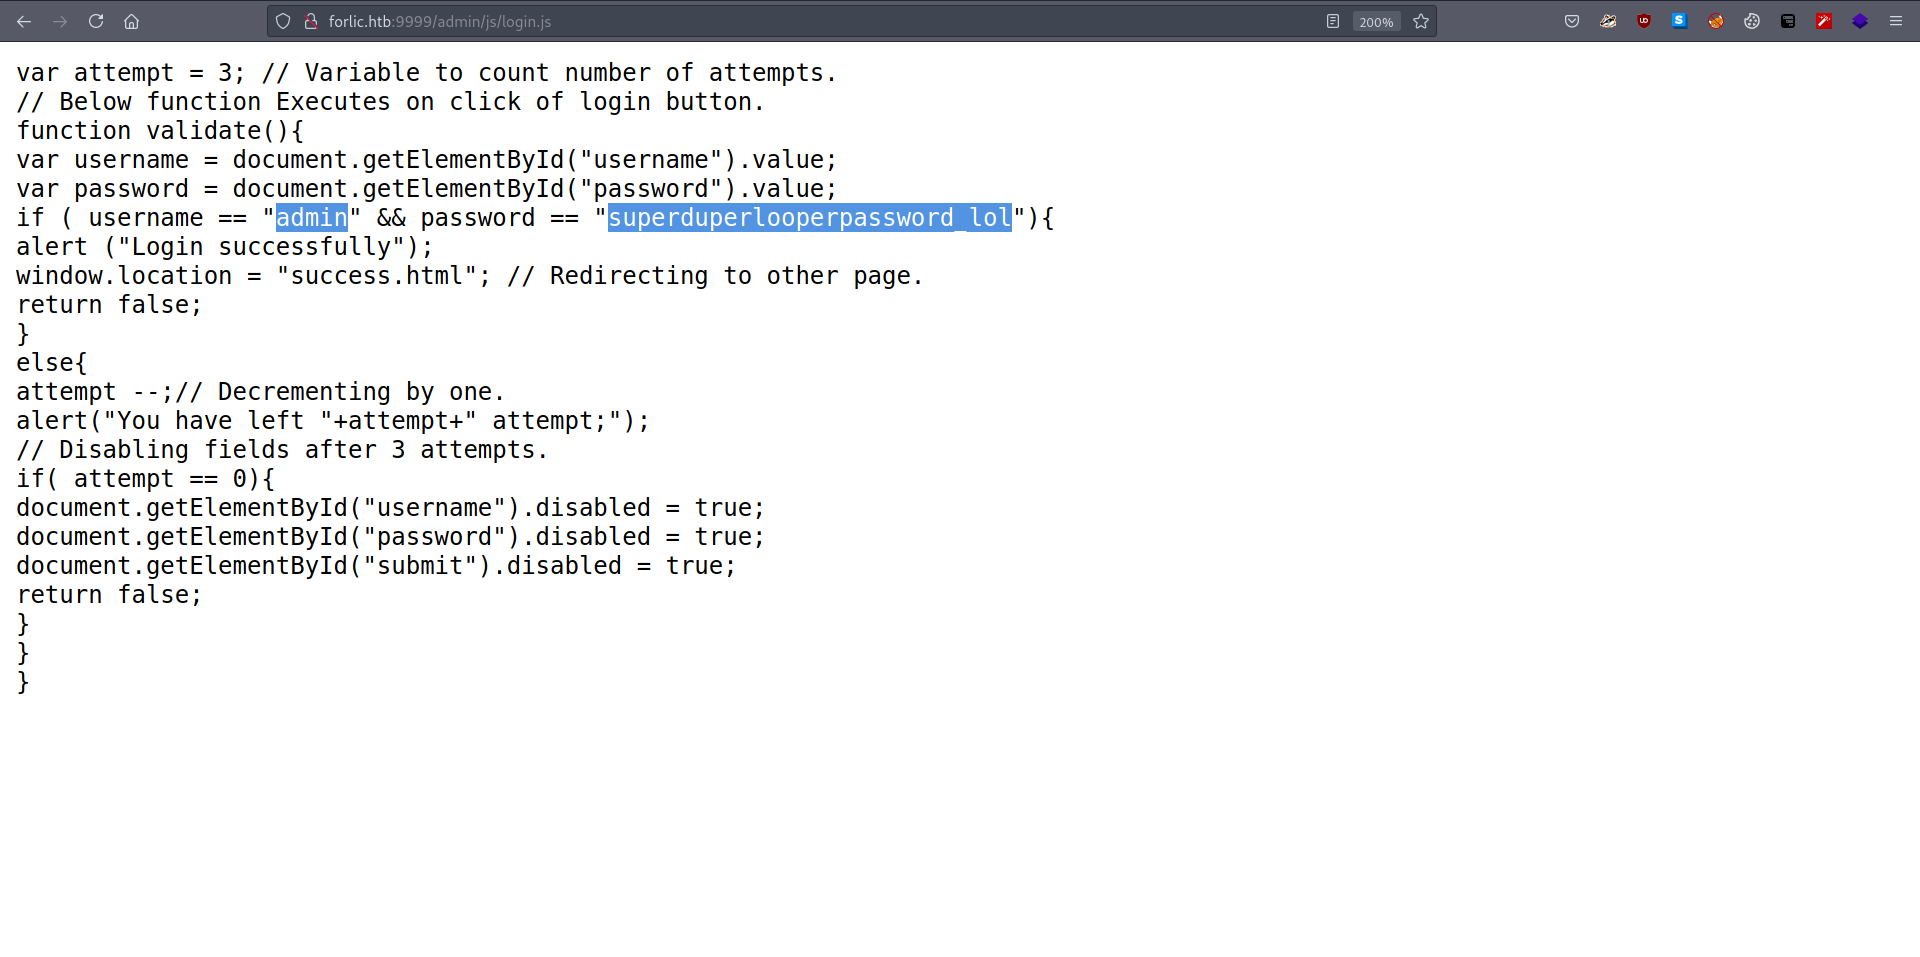 forlic.htb:9999/admin/js/login.js
200%
var attempt = 3; // Variable to count number of attempts.
// Below function Executes on click of login button.
function validate(){
var username = document.getElementById("username").value;
var password = document.getElementById("password").value;
if ( username == "admin" && password == "superduperlooperpassword_lol"){
alert ("Login successfully");
window.location = "success.html"; // Redirecting to other page.
return false;
}
else{
attempt --;// Decrementing by one.
alert("You have left "+attempt+" attempt;");
// Disabling fields after 3 attempts.
if( attempt == 0){
document.getElementById("username").disabled = true;
document.getElementById("password").disabled = true;
document.getElementById("submit").disabled = true;
return false;
}
}
}